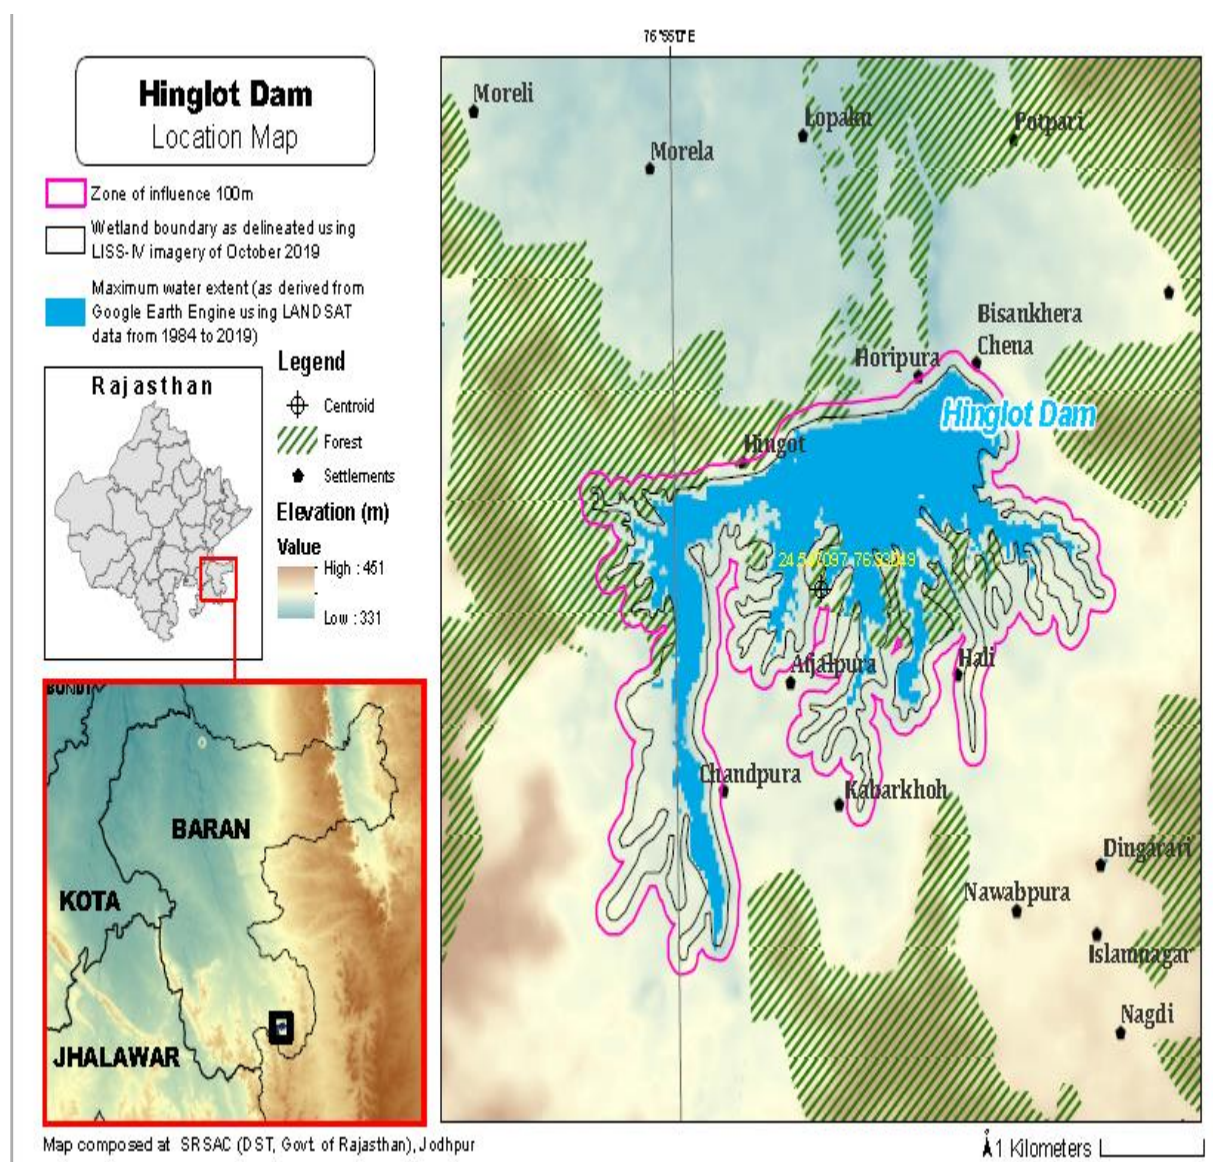 Hinglot Dam
Location Map
Zone of influence 100m
Wetland boundary as delineated using
LISS-IV imagery of October 2019
Maximum water extent (as derived from
Google Earth Engine using LANDSAT
data from 1984 to 2019)
Legend
Centroid
Forest
Settlements
Elevation (m)
Value
High : 451
Low : 331
Rajasthan
BUNDI
BARAN
KOTA
JHALAWAR
Moreli
Morela
Lopaku
Potpari
Bisankhera
Chena
Horipura
Hinglot Dam
Hingot
Afjalpura
Hali
Chandpura
Kabarkhoh
Dingarari
Nawabpura
Islamnagar
Nagdi
Map composed at SRSAC (DST, Govt. of Rajasthan), Jodhpur
1 Kilometers